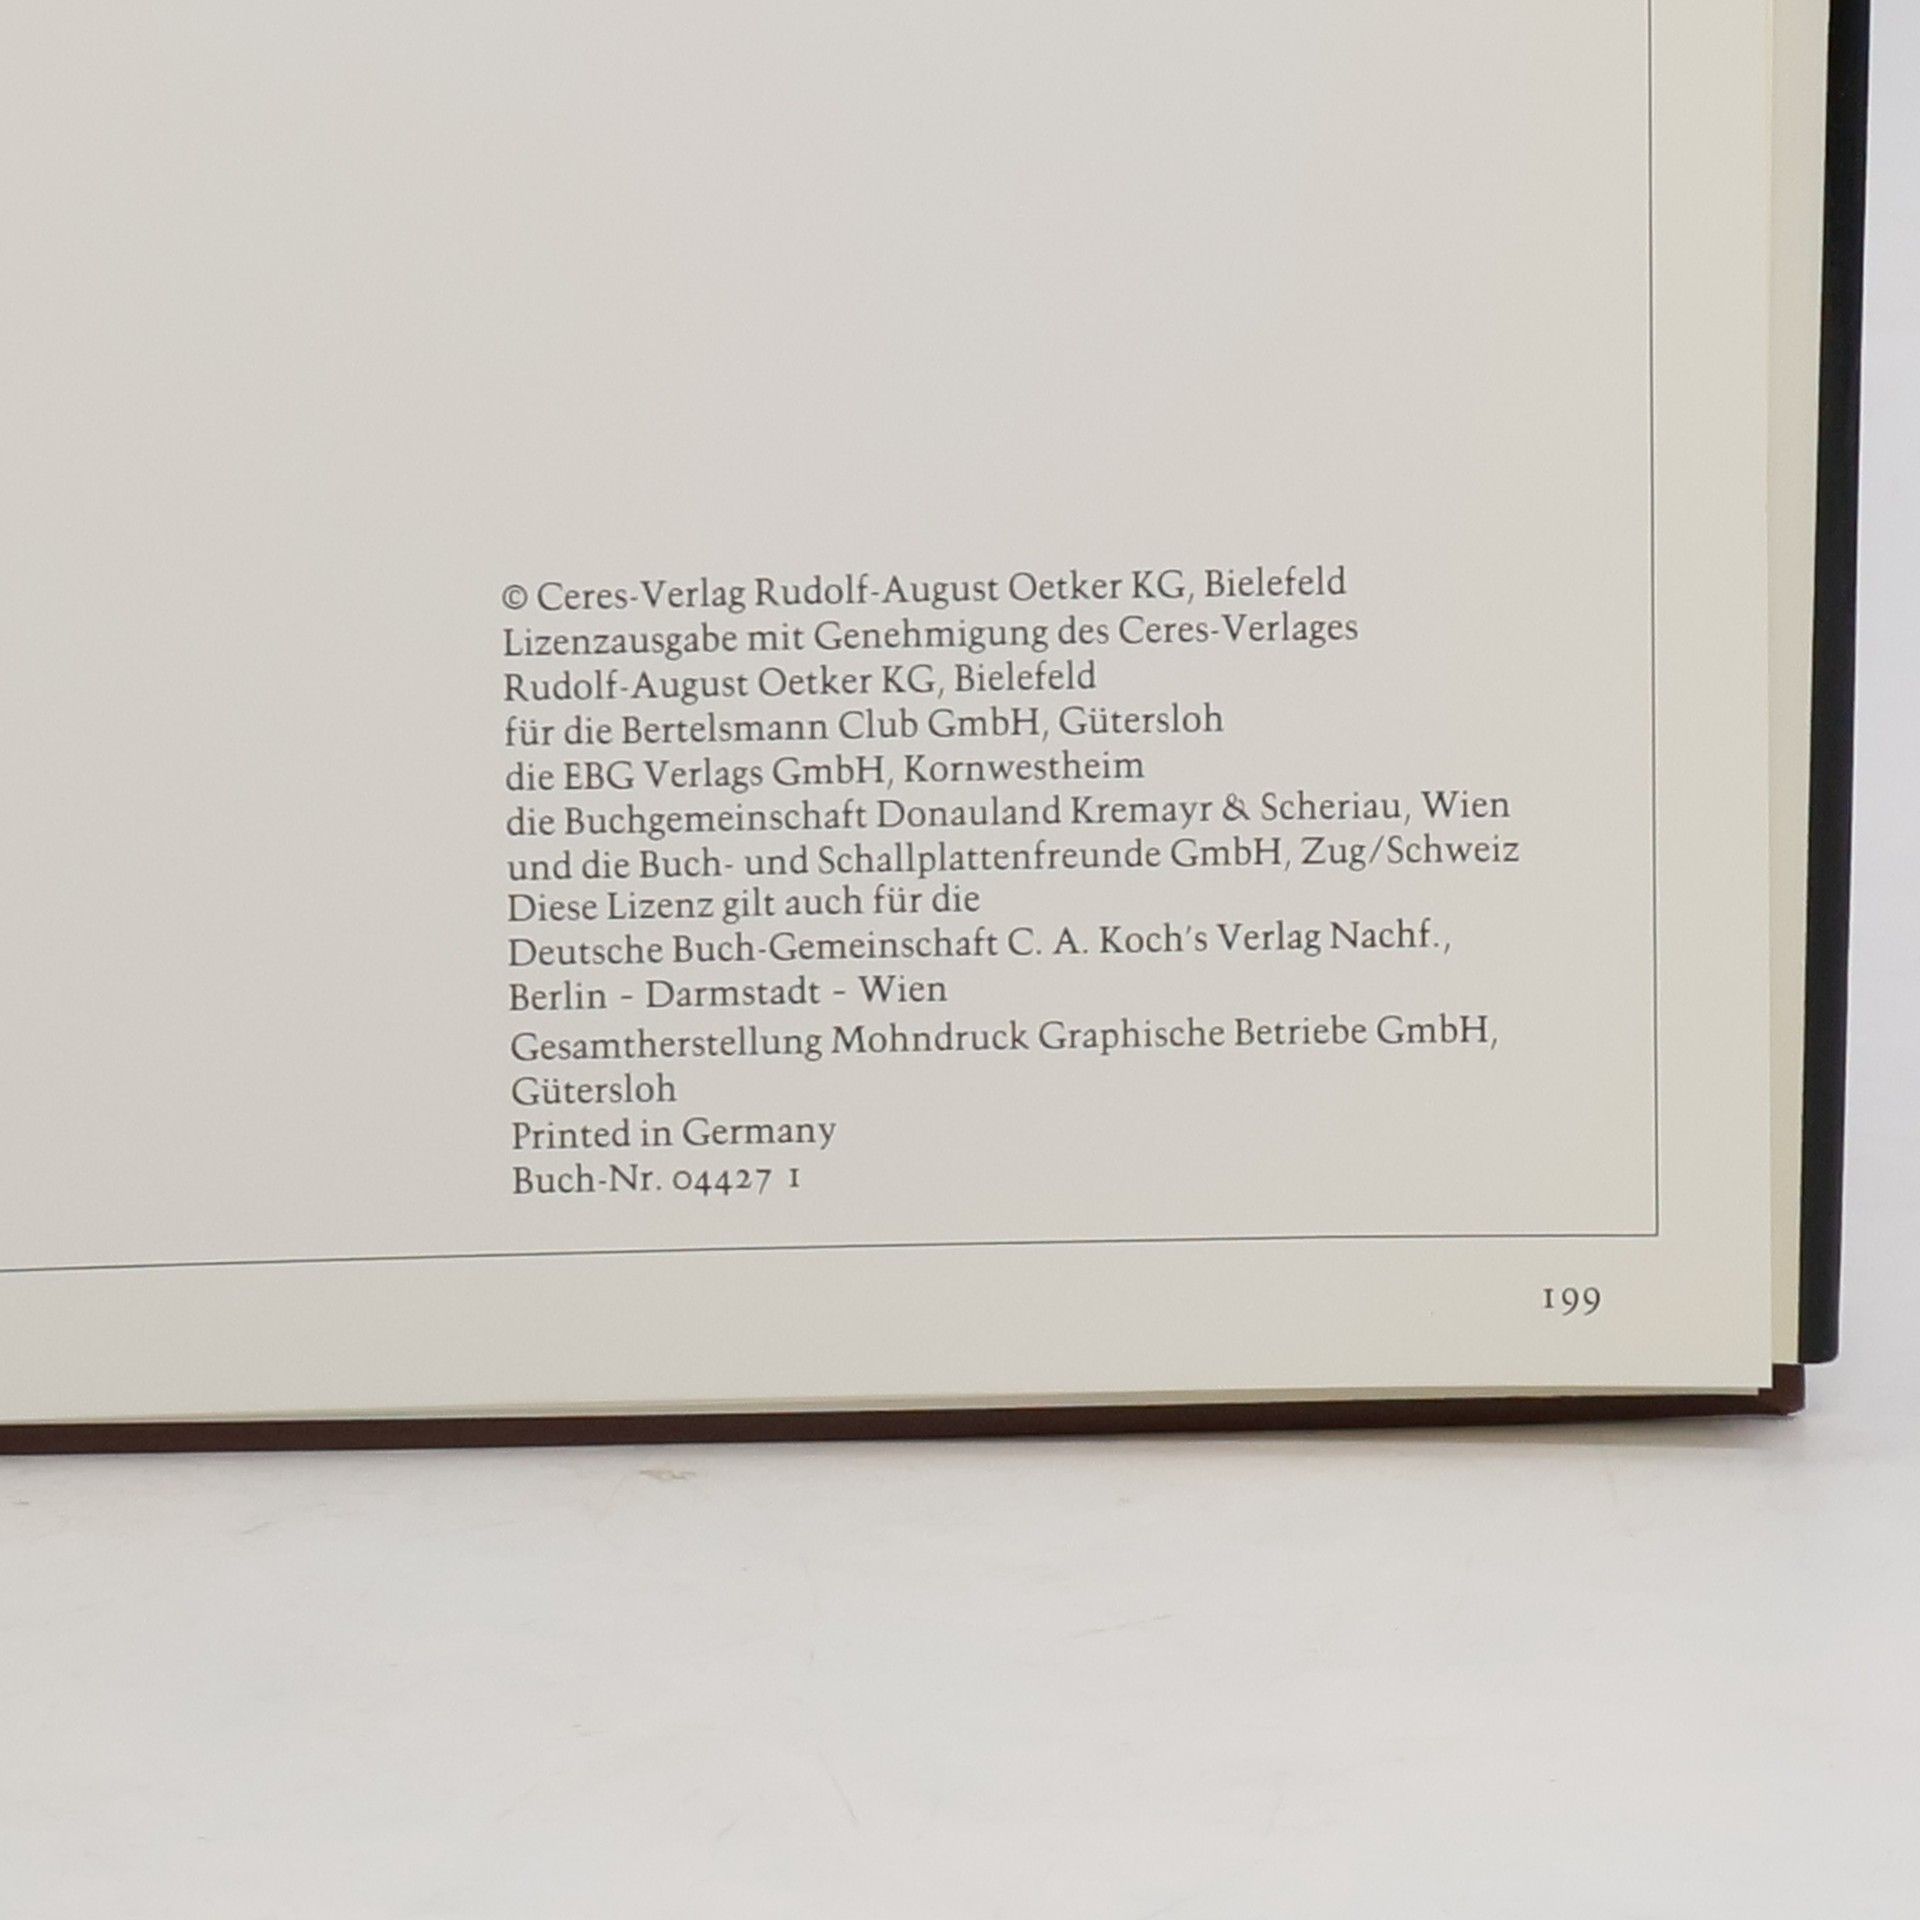 © Ceres-Verlag Rudolf-August Oetker KG, Bielefeld
Lizenzausgabe mit Genehmigung des Ceres-Verlages
Rudolf-August Oetker KG, Bielefeld
für die Bertelsmann Club GmbH, Gütersloh
die EBG Verlags GmbH, Kornwestheim
die Buchgemeinschaft Donauland Kremayr & Scheriau, Wien
und die Buch- und Schallplattenfreunde GmbH, Zug/Schweiz
Diese Lizenz gilt auch für die
Deutsche Buch-Gemeinschaft C. A. Koch's Verlag Nachf.,
Berlin - Darmstadt - Wien
Gesamtherstellung Mohndruck Graphische Betriebe GmbH,
Gütersloh
Printed in Germany
Buch-Nr. 04427 1
199